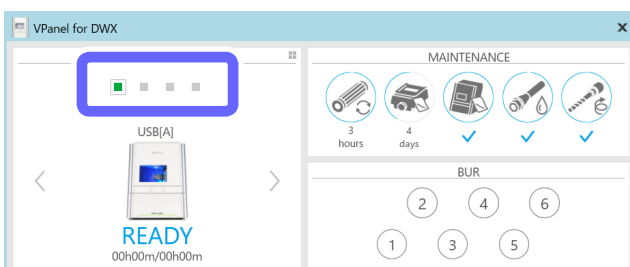 VPanel for DWX
x
MAINTENANCE
3
hours
4
days
USB[A]
READY
00h00m/00h00m
BUR
2 4 6
1 3 5